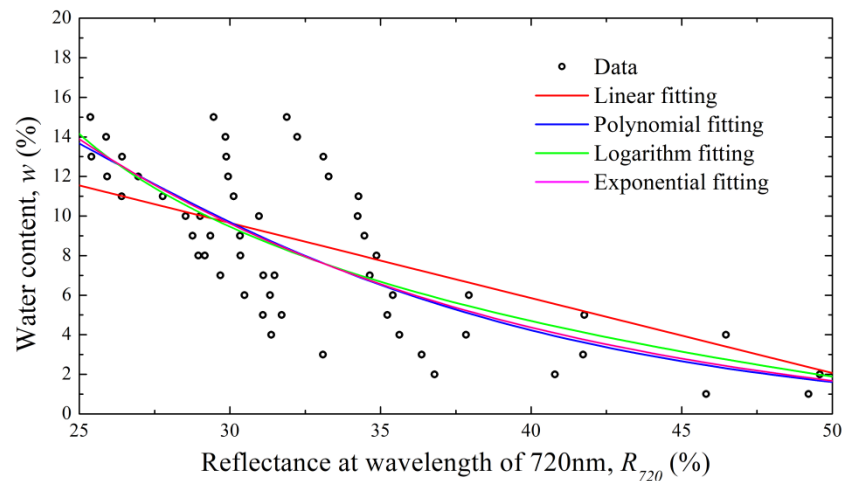 20
18
16
14
12
10
8
6
4
2
0
Water content, w (%)
Data
Linear fitting
Polynomial fitting
Logarithm fitting
Exponential fitting
25 30 35 40 45 50
Reflectance at wavelength of 720nm, R720 (%)